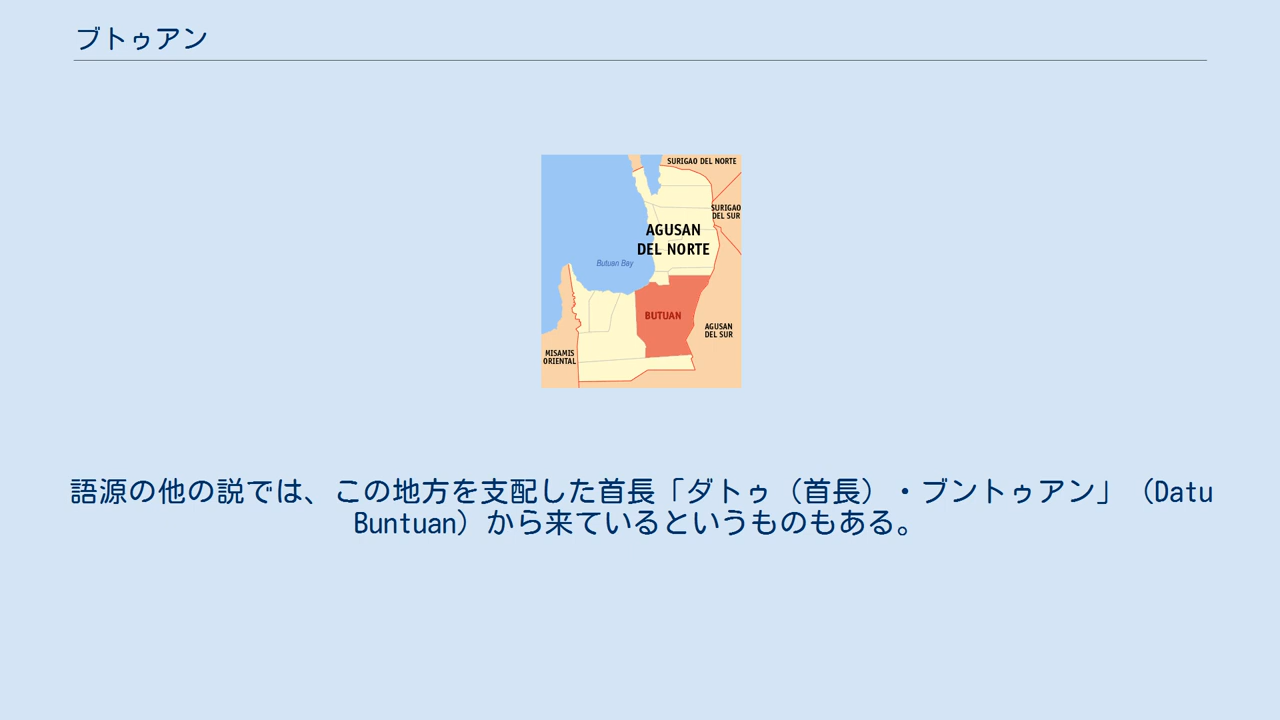 ブトゥアン
SURIGAO DEL NORTE
SURIGAO
DEL SUR
AGUSAN
DEL NORTE
Butuan Bay
BUTUAN
AGUSAN
DEL SUR
MISAMIS
ORIENTAL
語源の他の説では、この地方を支配した首長「ダトゥ（首長）・ブントゥアン」（Datu
Buntuan）から来ているというものもある。